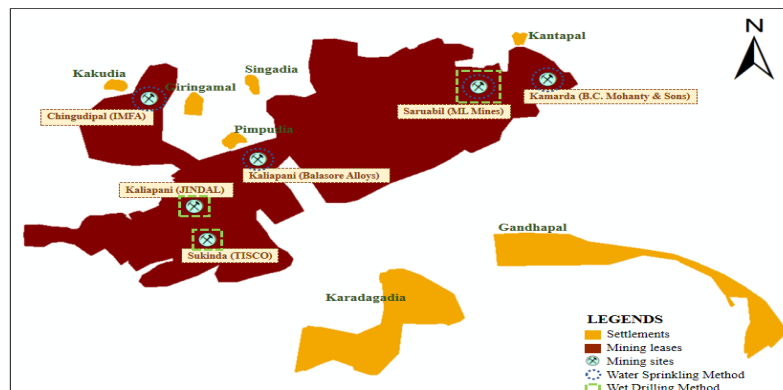 N
Kantapal
Kakudia
Singadia
Giringamal
Chingudipal (IMFA)
Saruabil (ML Mines)
Kamarda (B.C. Mohanty & Sons)
Pimpudia
Kaliapani (Balasore Alloys)
Kaliapani (JINDAL)
Sukinda (TISCO)
Gandhapal
Karadagadia
LEGENDS
Settlements
Mining leases
Mining sites
Water Sprinkling Method
Wet Drilling Method